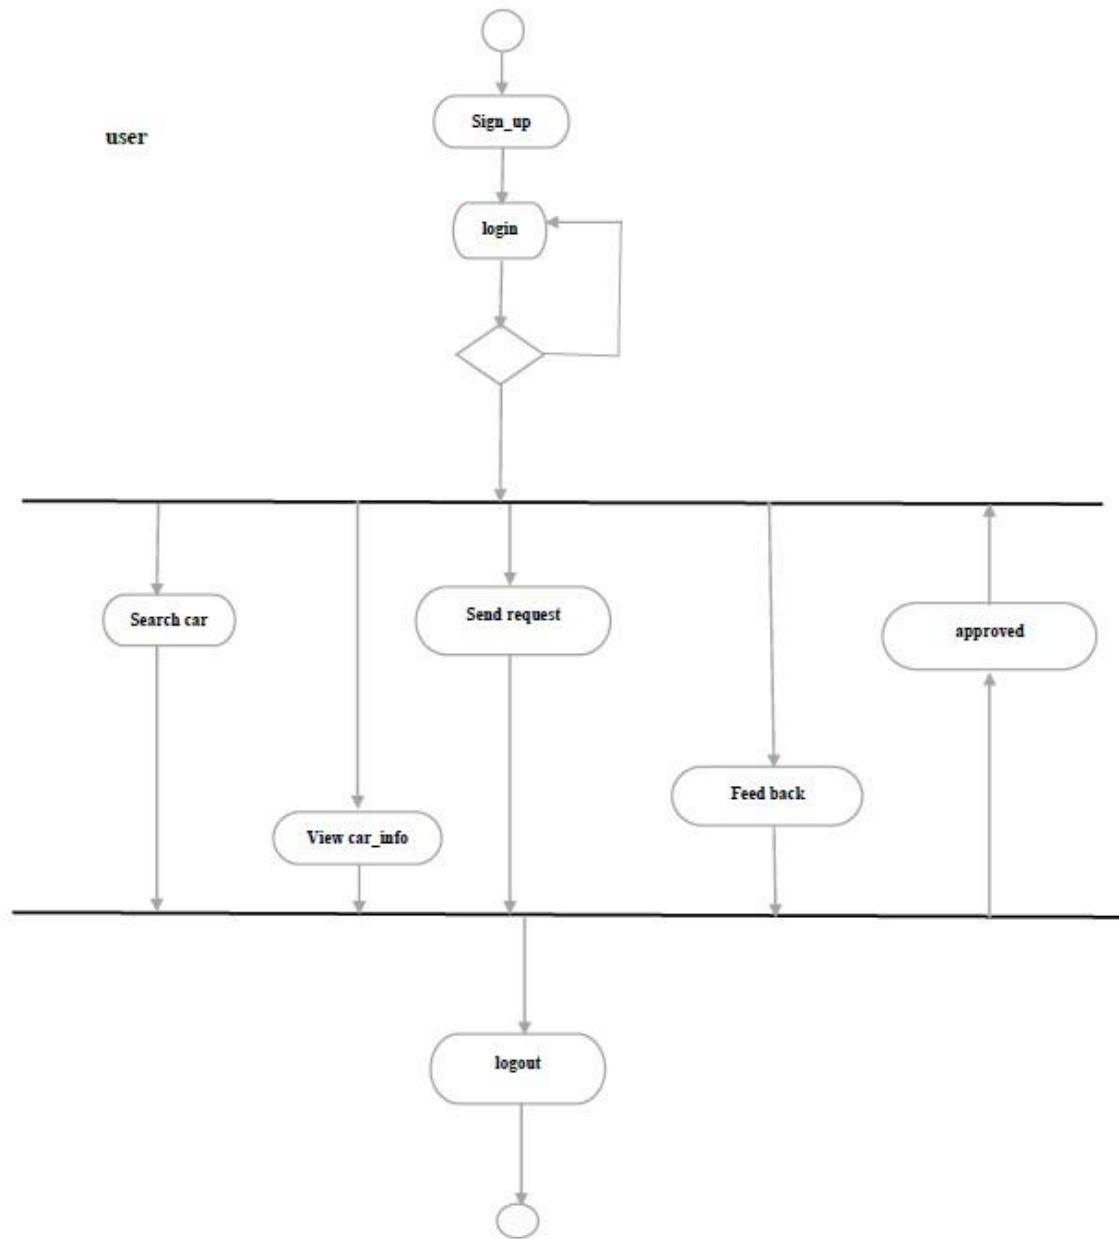 Sign_up
user
login
Search car
Send request
approved
Feed back
View car_info
logout